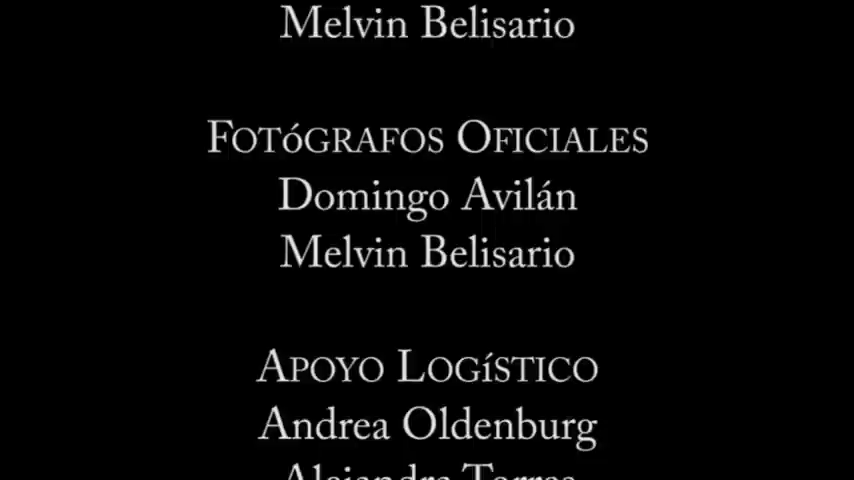 Melvin Belisario
FOTóGRAFOS OFICIALES
Domingo Avilán
Melvin Belisario
APOYO LOGíSTICO
Andrea Oldenburg